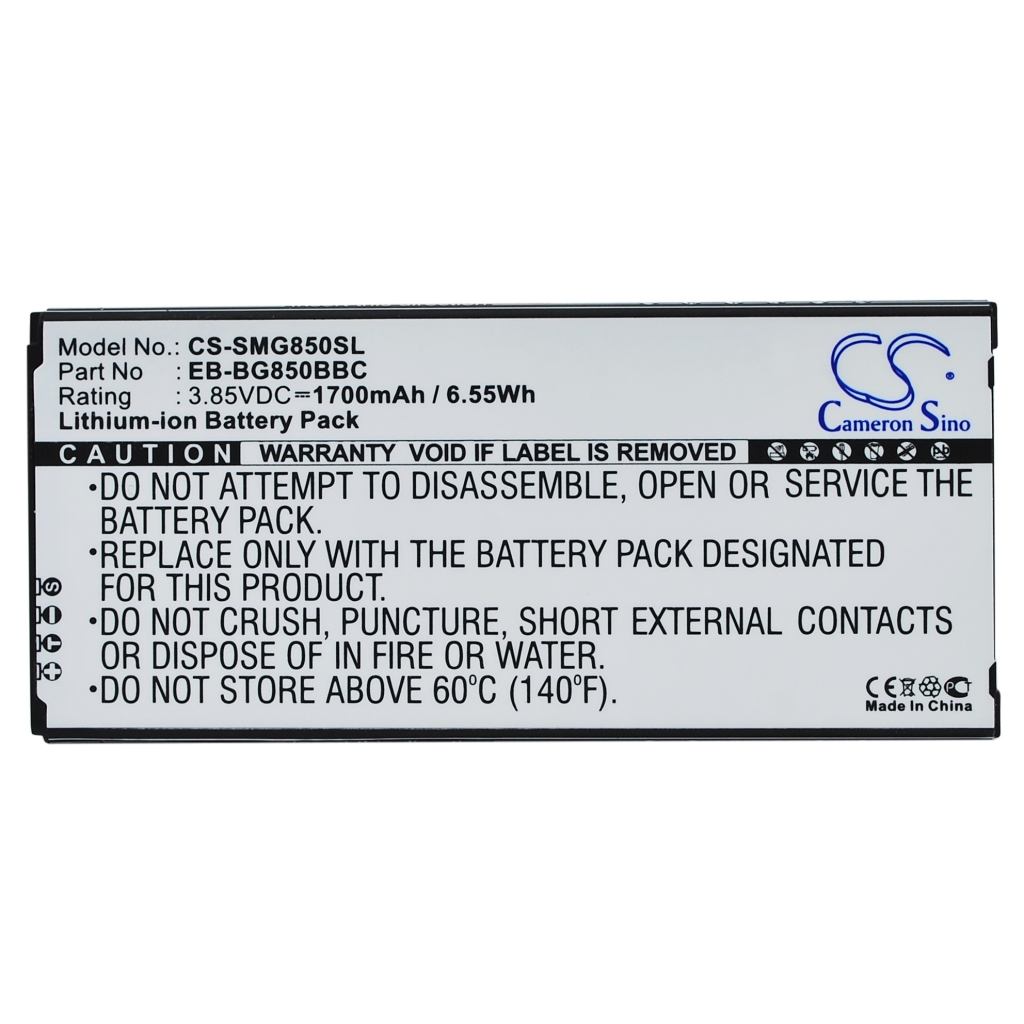 Model No.: CS-SMG850SL
Part No : EB-BG850BBC
Rating : 3.85VDC⎓1700mAh / 6.55Wh
Lithium-ion Battery Pack
CS
Cameron Sino
CAUTION WARRANTY VOID IF LABEL IS REMOVED
•DO NOT ATTEMPT TO DISASSEMBLE, OPEN OR SERVICE THE
BATTERY PACK.
•REPLACE ONLY WITH THE BATTERY PACK DESIGNATED
FOR THIS PRODUCT.
•DO NOT CRUSH, PUNCTURE, SHORT EXTERNAL CONTACTS
OR DISPOSE OF IN FIRE OR WATER.
•DO NOT STORE ABOVE 60°C (140°F).
CE
Made In China